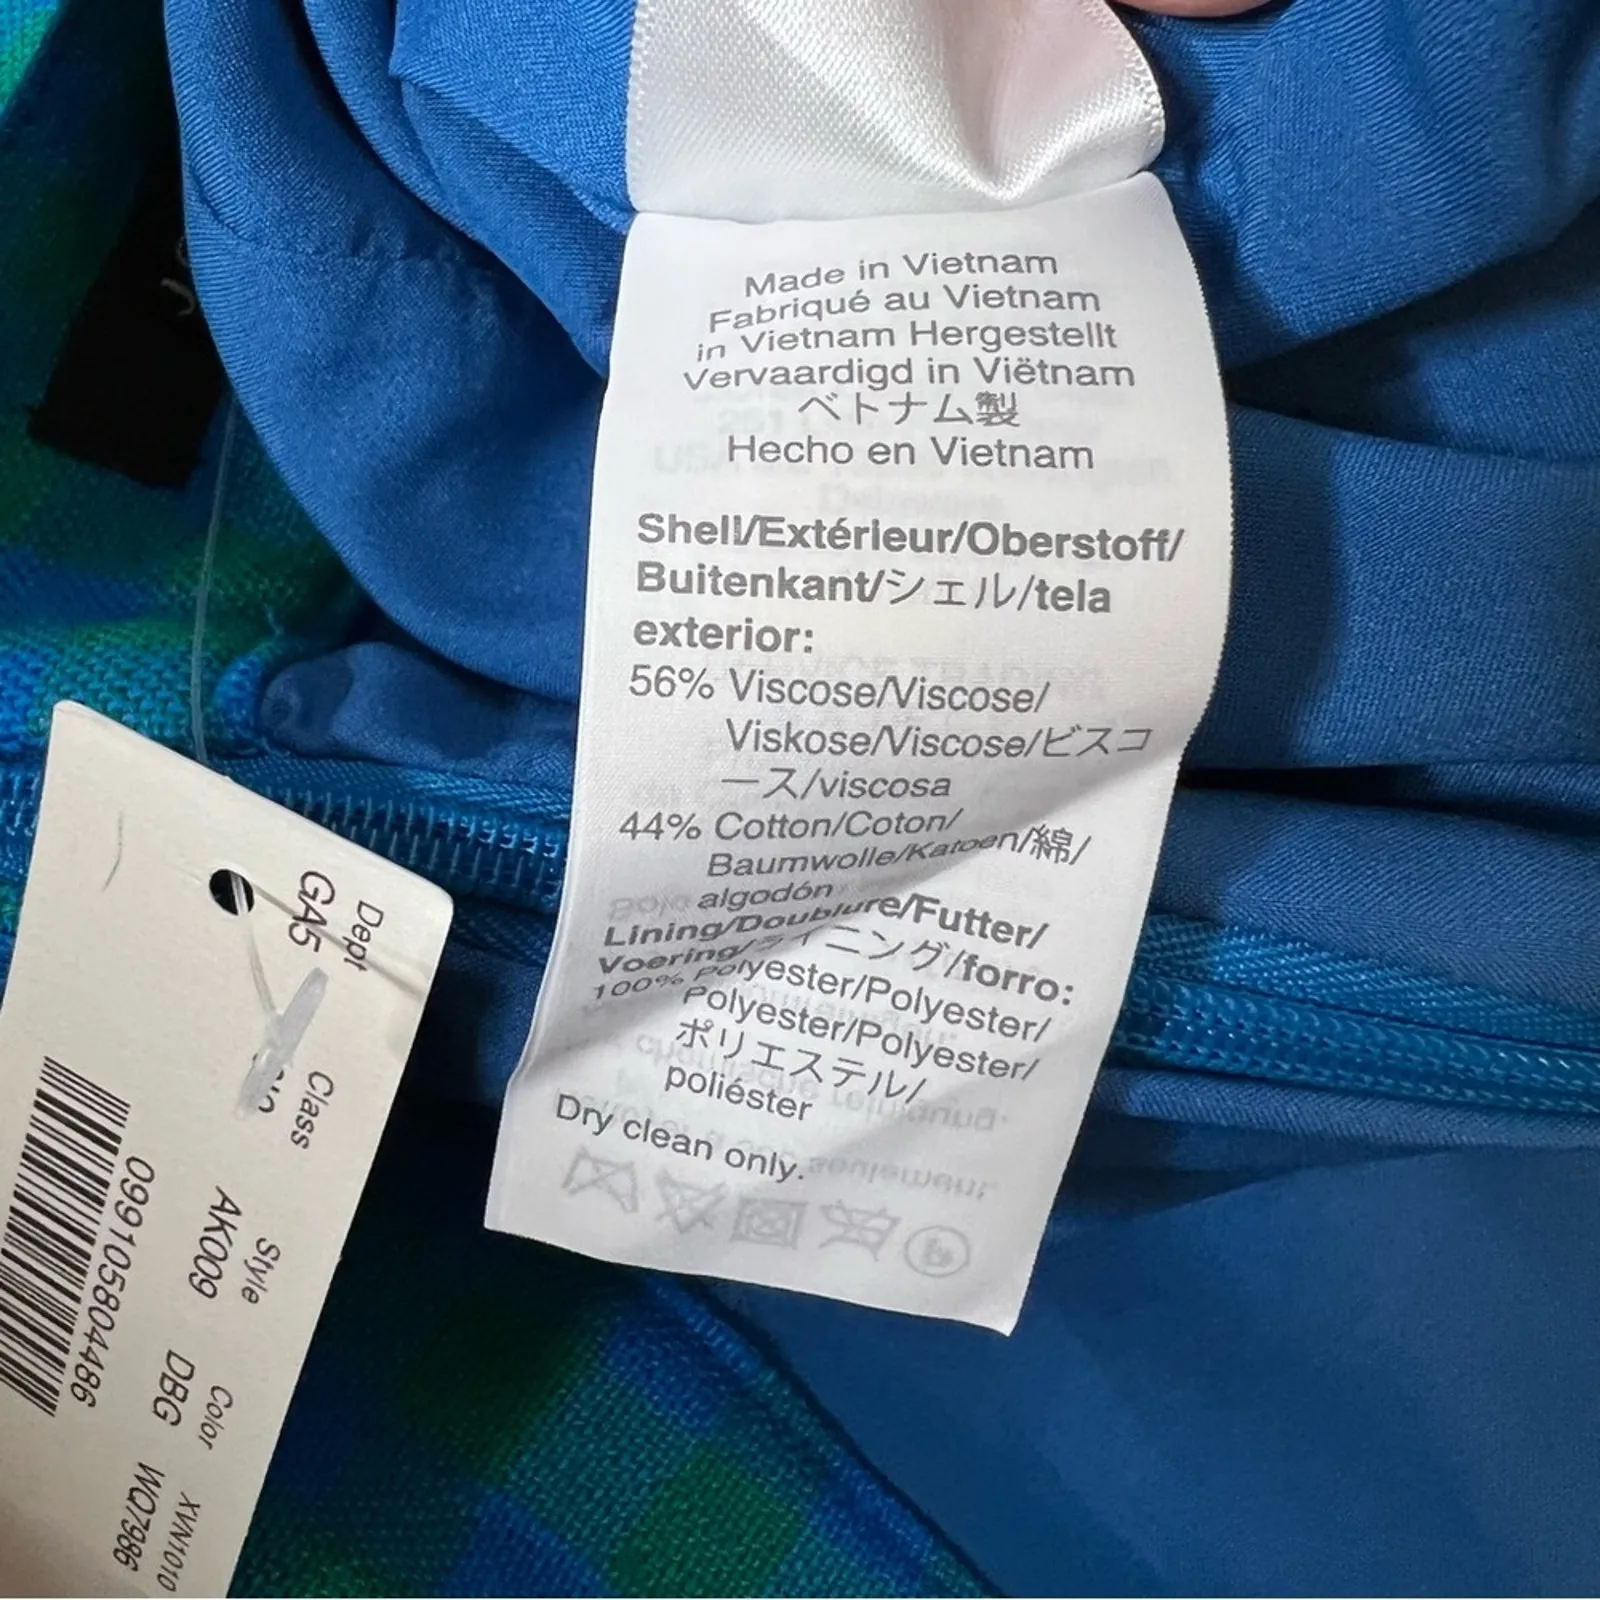 Made in Vietnam
Fabriqué au Vietnam
in Vietnam Hergestellt
Vervaardigd in Viëtnam
ベトナム製
Hecho en Vietnam
Shell/Extérieur/Oberstoff/
Buitenkant/シェル/tela
exterior:
56% Viscose/Viscose/
Viskose/Viscose/ビスコ
ース/viscosa
44% Cotton/Coton/
Baumwolle/Katoen/綿/
algodón
Lining/Doublure/Futter/
Voering/ライニング/forro:
100% Polyester/Polyester/
Polyester/Polyester/
ポリエステル/
poliéster
Dry clean only.
Dept Class Style Color XVN1010
GA5 AK009 DBG WQ7986
099105804486